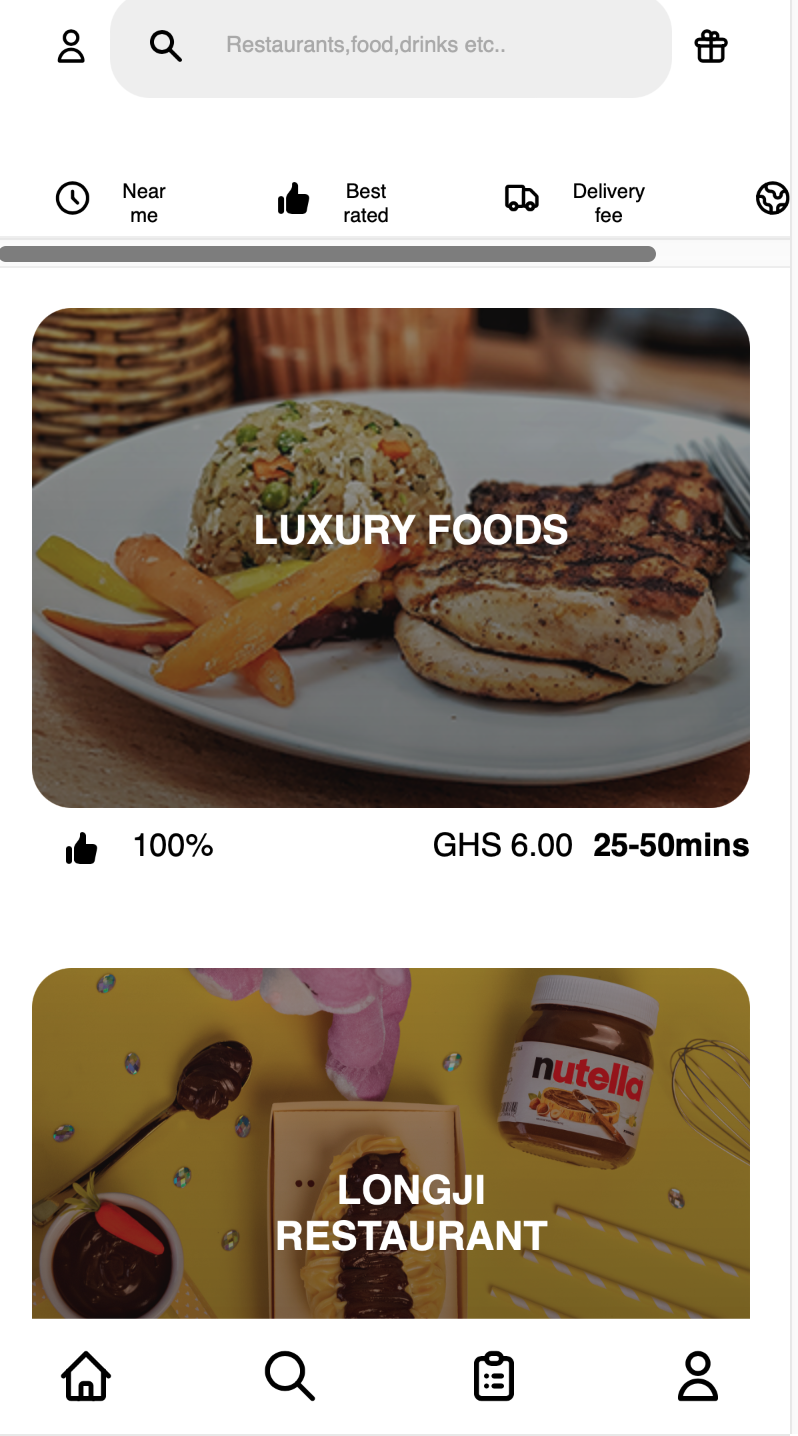 Restaurants,food,drinks etc..
Near
me
Best
rated
Delivery
fee
LUXURY FOODS
100%
GHS 6.00 25-50mins
nutella
LONGJI
RESTAURANT